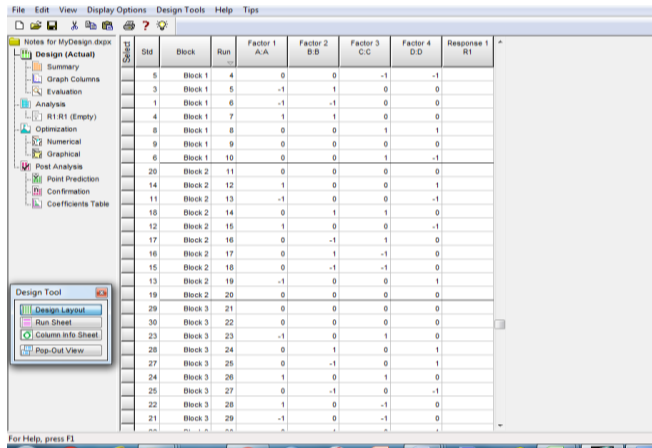 File Edit View Display Options Design Tools Help Tips
Notes for MyDesign.dxpx
Design (Actual)
Summary
Graph Columns
Evaluation
Analysis
R1:R1 (Empty)
Optimization
Numerical
Graphical
Post Analysis
Point Prediction
Confirmation
Coefficients Table
Design Tool
Design Layout
Run Sheet
Column Info Sheet
Pop-Out View
Select Std Block Run Factor 1 A:A Factor 2 B:B Factor 3 C:C Factor 4 D:D Response 1 R1
5 Block 1 4 0 0 -1 -1
3 Block 1 5 -1 1 0 0
1 Block 1 6 -1 -1 0 0
4 Block 1 7 1 1 0 0
8 Block 1 8 0 0 1 1
9 Block 1 9 0 0 0 0
6 Block 1 10 0 0 1 -1
20 Block 2 11 0 0 0 0
14 Block 2 12 1 0 0 1
11 Block 2 13 -1 0 0 -1
18 Block 2 14 0 1 1 0
12 Block 2 15 1 0 0 -1
17 Block 2 16 0 -1 1 0
16 Block 2 17 0 1 -1 0
15 Block 2 18 0 -1 -1 0
13 Block 2 19 -1 0 0 1
19 Block 2 20 0 0 0 0
29 Block 3 21 0 0 0 0
30 Block 3 22 0 0 0 0
23 Block 3 23 -1 0 1 0
28 Block 3 24 0 1 0 1
27 Block 3 25 0 -1 0 1
24 Block 3 26 1 0 1 0
25 Block 3 27 0 -1 0 -1
22 Block 3 28 1 0 -1 0
21 Block 3 29 -1 0 -1 0
For Help, press F1